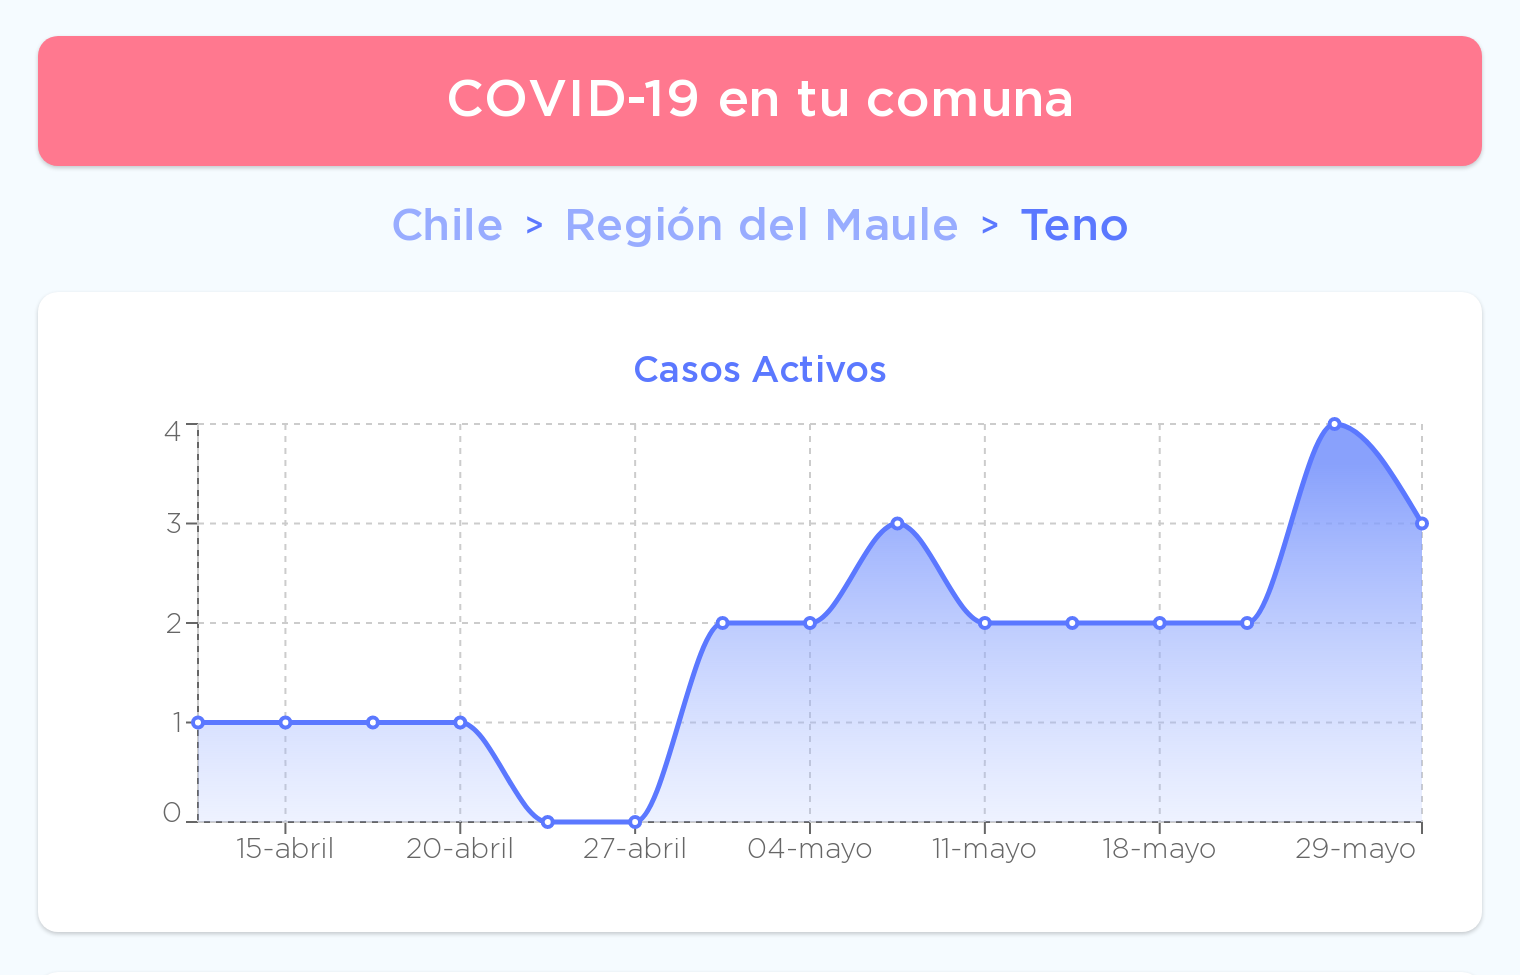 COVID-19 en tu comuna
Chile > Región del Maule > Teno
Casos Activos
4
3
2
1
0
15-abril 20-abril 27-abril 04-mayo 11-mayo 18-mayo 29-mayo